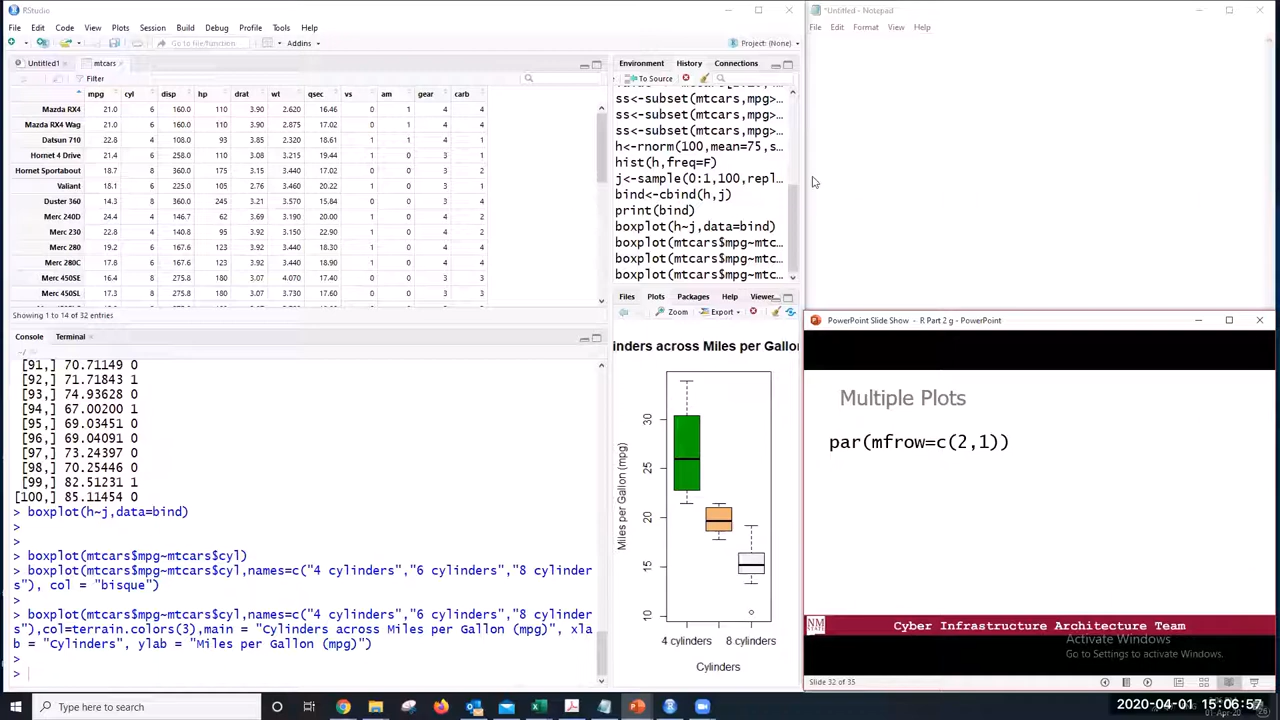 RStudio
File Edit Code View Plots Session Build Debug Profile Tools Help
Go to file/function Addins Project: (None)
Untitled1 mtcars
Filter
mpg cyl disp hp drat wt qsec vs am gear carb
Mazda RX4 21.0 6 160.0 110 3.90 2.620 16.46 0 1 4 4
Mazda RX4 Wag 21.0 6 160.0 110 3.90 2.875 17.02 0 1 4 4
Datsun 710 22.8 4 108.0 93 3.85 2.320 18.61 1 1 4 1
Hornet 4 Drive 21.4 6 258.0 110 3.08 3.215 19.44 1 0 3 1
Hornet Sportabout 18.7 8 360.0 175 3.15 3.440 17.02 0 0 3 2
Valiant 18.1 6 225.0 105 2.76 3.460 20.22 1 0 3 1
Duster 360 14.3 8 360.0 245 3.21 3.570 15.84 0 0 3 4
Merc 240D 24.4 4 146.7 62 3.69 3.190 20.00 1 0 4 2
Merc 230 22.8 4 140.8 95 3.92 3.150 22.90 1 0 4 2
Merc 280 19.2 6 167.6 123 3.92 3.440 18.30 1 0 4 4
Merc 280C 17.8 6 167.6 123 3.92 3.440 18.90 1 0 4 4
Merc 450SE 16.4 8 275.8 180 3.07 4.070 17.40 0 0 3 3
Merc 450SL 17.3 8 275.8 180 3.07 3.730 17.60 0 0 3 3
Showing 1 to 14 of 32 entries
Console Terminal
~/
[91,] 70.71149 0
[92,] 71.71843 1
[93,] 74.93628 0
[94,] 67.00200 1
[95,] 69.03451 0
[96,] 69.04091 0
[97,] 73.24397 0
[98,] 70.25446 0
[99,] 82.51231 1
[100,] 85.11454 0
> boxplot(h~j,data=bind)
>
> boxplot(mtcars$mpg~mtcars$cyl)
> boxplot(mtcars$mpg~mtcars$cyl,names=c("4 cylinders","6 cylinders","8 cylinder
s"), col = "bisque")
>
> boxplot(mtcars$mpg~mtcars$cyl,names=c("4 cylinders","6 cylinders","8 cylinder
s"),col=terrain.colors(3),main = "Cylinders across Miles per Gallon (mpg)", xla
b = "Cylinders", ylab = "Miles per Gallon (mpg)")
>
>
Environment History Connections
To Source
ss<-subset(mtcars,mpg>...
ss<-subset(mtcars,mpg>...
ss<-subset(mtcars,mpg>...
h<-rnorm(100,mean=75,s...
hist(h,freq=F)
j<-sample(0:1,100,repl...
bind<-cbind(h,j)
print(bind)
boxplot(h~j,data=bind)
boxplot(mtcars$mpg~mtc...
boxplot(mtcars$mpg~mtc...
boxplot(mtcars$mpg~mtc...
Files Plots Packages Help Viewer
Zoom Export
inders across Miles per Gallo
Miles per Gallon (mpg)
30
25
20
15
10
4 cylinders 8 cylinders
Cylinders
*Untitled - Notepad
File Edit Format View Help
PowerPoint Slide Show - R Part 2 g - PowerPoint
Multiple Plots
par(mfrow=c(2,1))
NM
STATE
Cyber Infrastructure Architecture Team
Activate Windows
Go to Settings to activate Windows.
Slide 32 of 35
Type here to search
2020-04-01 15:06:57